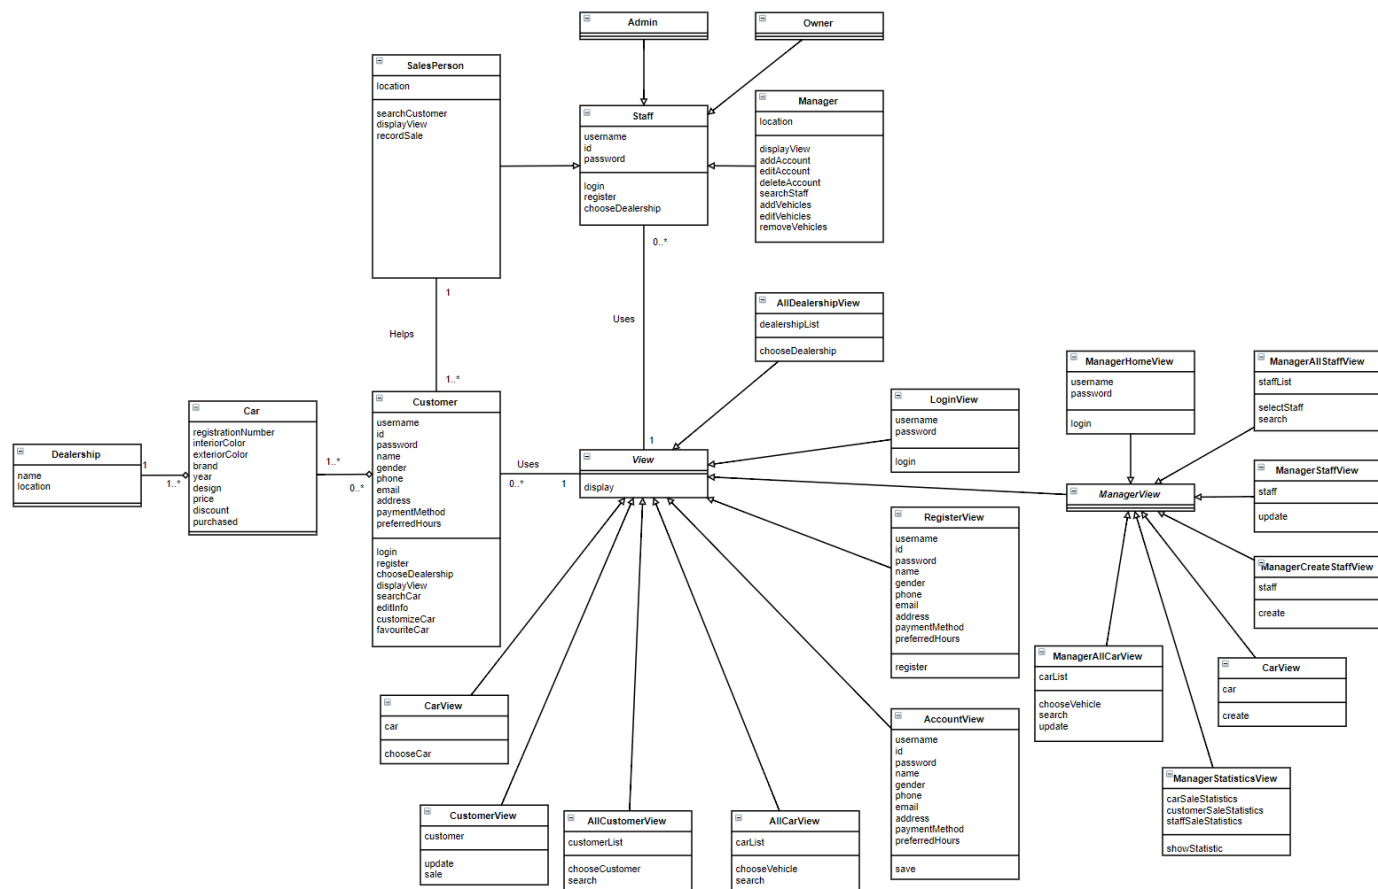 Admin
Owner
SalesPerson
location
searchCustomer
displayView
recordSale
Staff
username
id
password
login
register
chooseDealership
Manager
location
displayView
addAccount
editAccount
deleteAccount
searchStaff
addVehicles
editVehicles
removeVehicles
0..*
Uses
1
1
Helps
1..*
AllDealershipView
dealershipList
chooseDealership
ManagerHomeView
username
password
login
ManagerAllStaffView
staffList
selectStaff
search
LoginView
username
password
login
Dealership
name
location
1
1..*
Car
registrationNumber
interiorColor
exteriorColor
brand
year
design
price
discount
purchased
1..*
0..*
Customer
username
id
password
name
gender
phone
email
address
paymentMethod
preferredHours
login
register
chooseDealership
displayView
searchCar
editInfo
customizeCar
favouriteCar
Uses
0..*
1
View
display
ManagerView
ManagerStaffView
staff
update
RegisterView
username
id
password
name
gender
phone
email
address
paymentMethod
preferredHours
register
ManagerCreateStaffView
staff
create
ManagerAllCarView
carList
chooseVehicle
search
update
CarView
car
create
CarView
car
chooseCar
AccountView
username
id
password
name
gender
phone
email
address
paymentMethod
preferredHours
save
ManagerStatisticsView
carSaleStatistics
customerSaleStatistics
staffSaleStatistics
showStatistic
CustomerView
customer
update
sale
AllCustomerView
customerList
chooseCustomer
search
AllCarView
carList
chooseVehicle
search